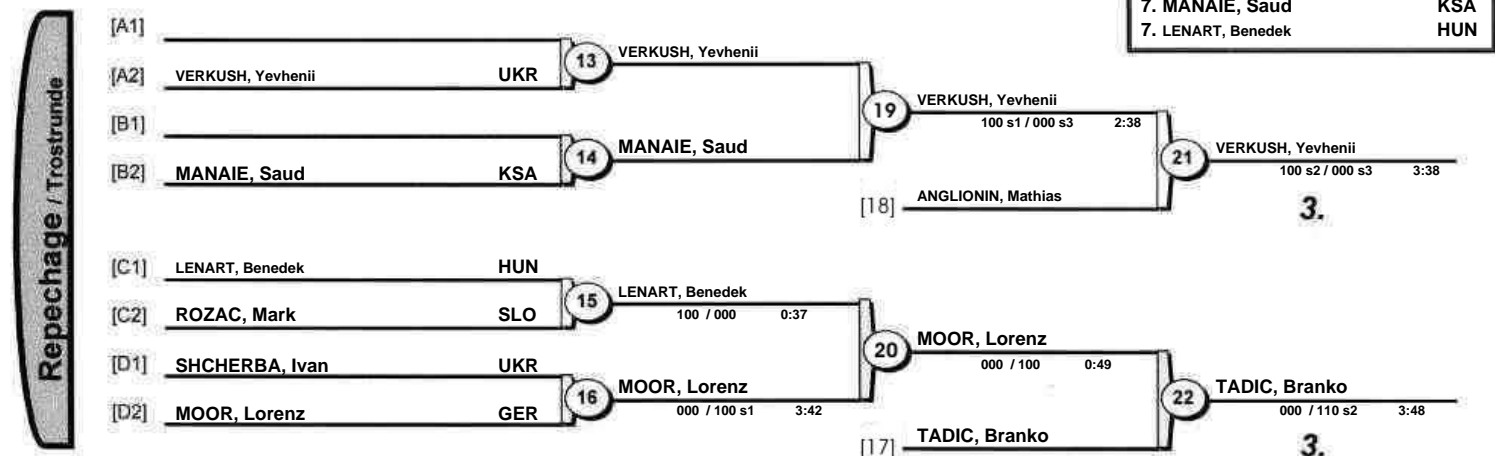 7. MANAIE, Saud KSA
7. LENART, Benedek HUN
Repechage / Trostrunde
[A1]
[A2] VERKUSH, Yevhenii UKR
13 VERKUSH, Yevhenii
[B1]
[B2] MANAIE, Saud KSA
14 MANAIE, Saud
19 VERKUSH, Yevhenii
100 s1 / 000 s3 2:38
[18] ANGLIONIN, Mathias
21 VERKUSH, Yevhenii
100 s2 / 000 s3 3:38
3.
[C1] LENART, Benedek HUN
[C2] ROZAC, Mark SLO
15 LENART, Benedek
100 / 000 0:37
[D1] SHCHERBA, Ivan UKR
[D2] MOOR, Lorenz GER
16 MOOR, Lorenz
000 / 100 s1 3:42
20 MOOR, Lorenz
000 / 100 0:49
[17] TADIC, Branko
22 TADIC, Branko
000 / 110 s2 3:48
3.